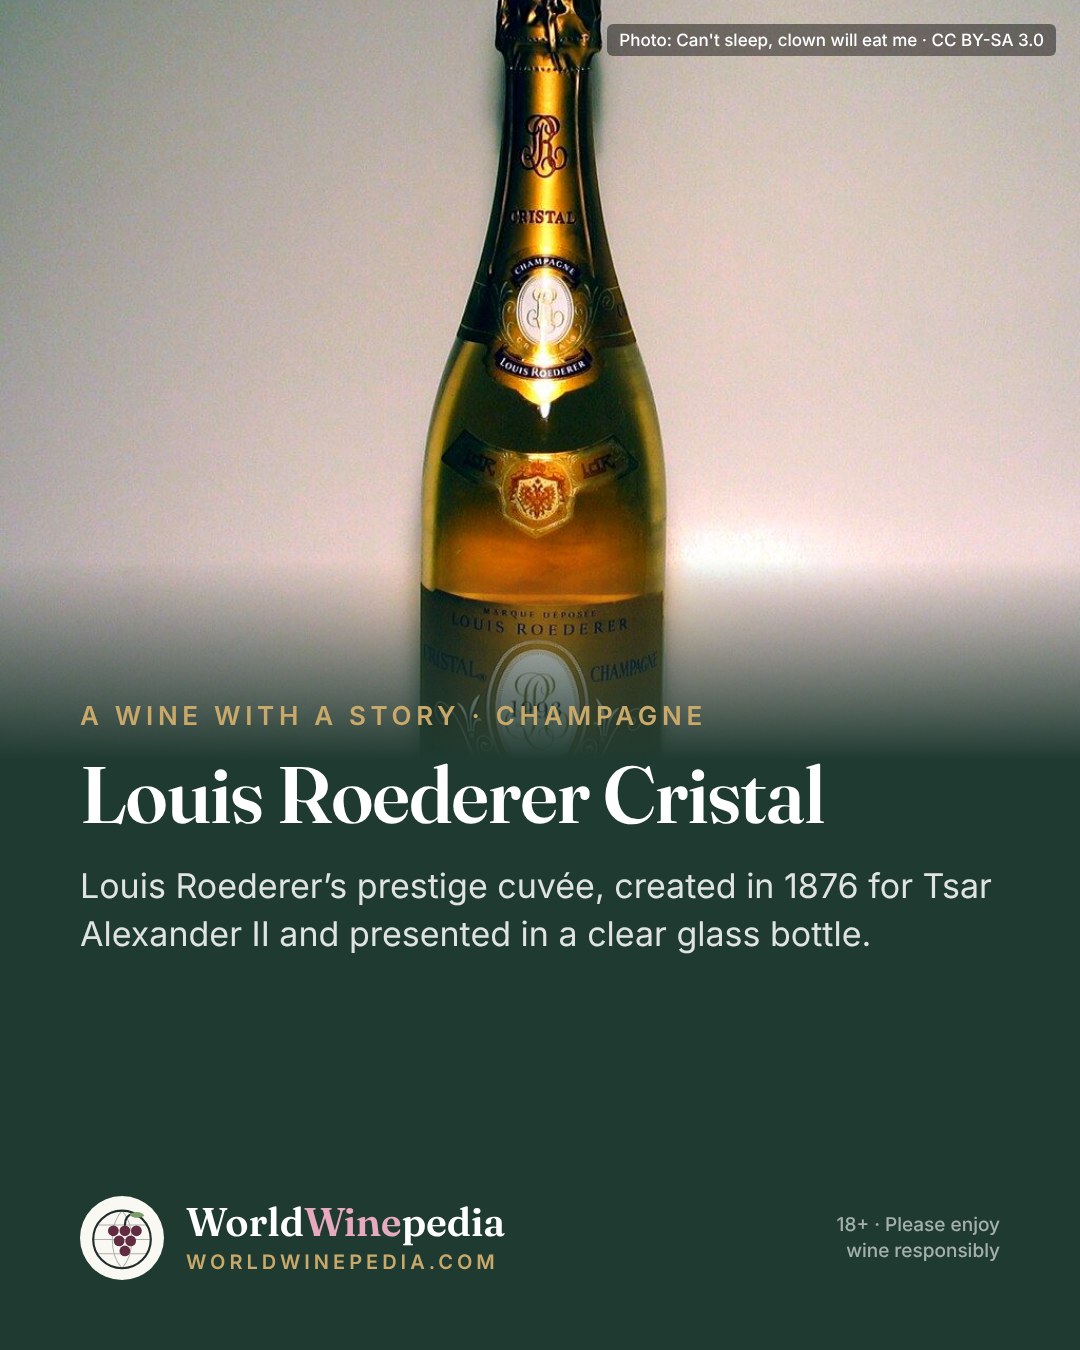 Photo: Can't sleep, clown will eat me · CC BY-SA 3.0
CRISTAL
CHAMPAGNE
LOUIS ROEDERER
MARQUE DÉPOSÉE
LOUIS ROEDERER
CRISTAL
CHAMPAGNE
A WINE WITH A STORY · CHAMPAGNE
Louis Roederer Cristal
Louis Roederer’s prestige cuvée, created in 1876 for Tsar
Alexander II and presented in a clear glass bottle.
WorldWinepedia
WORLDWINEPEDIA.COM
18+ · Please enjoy
wine responsibly